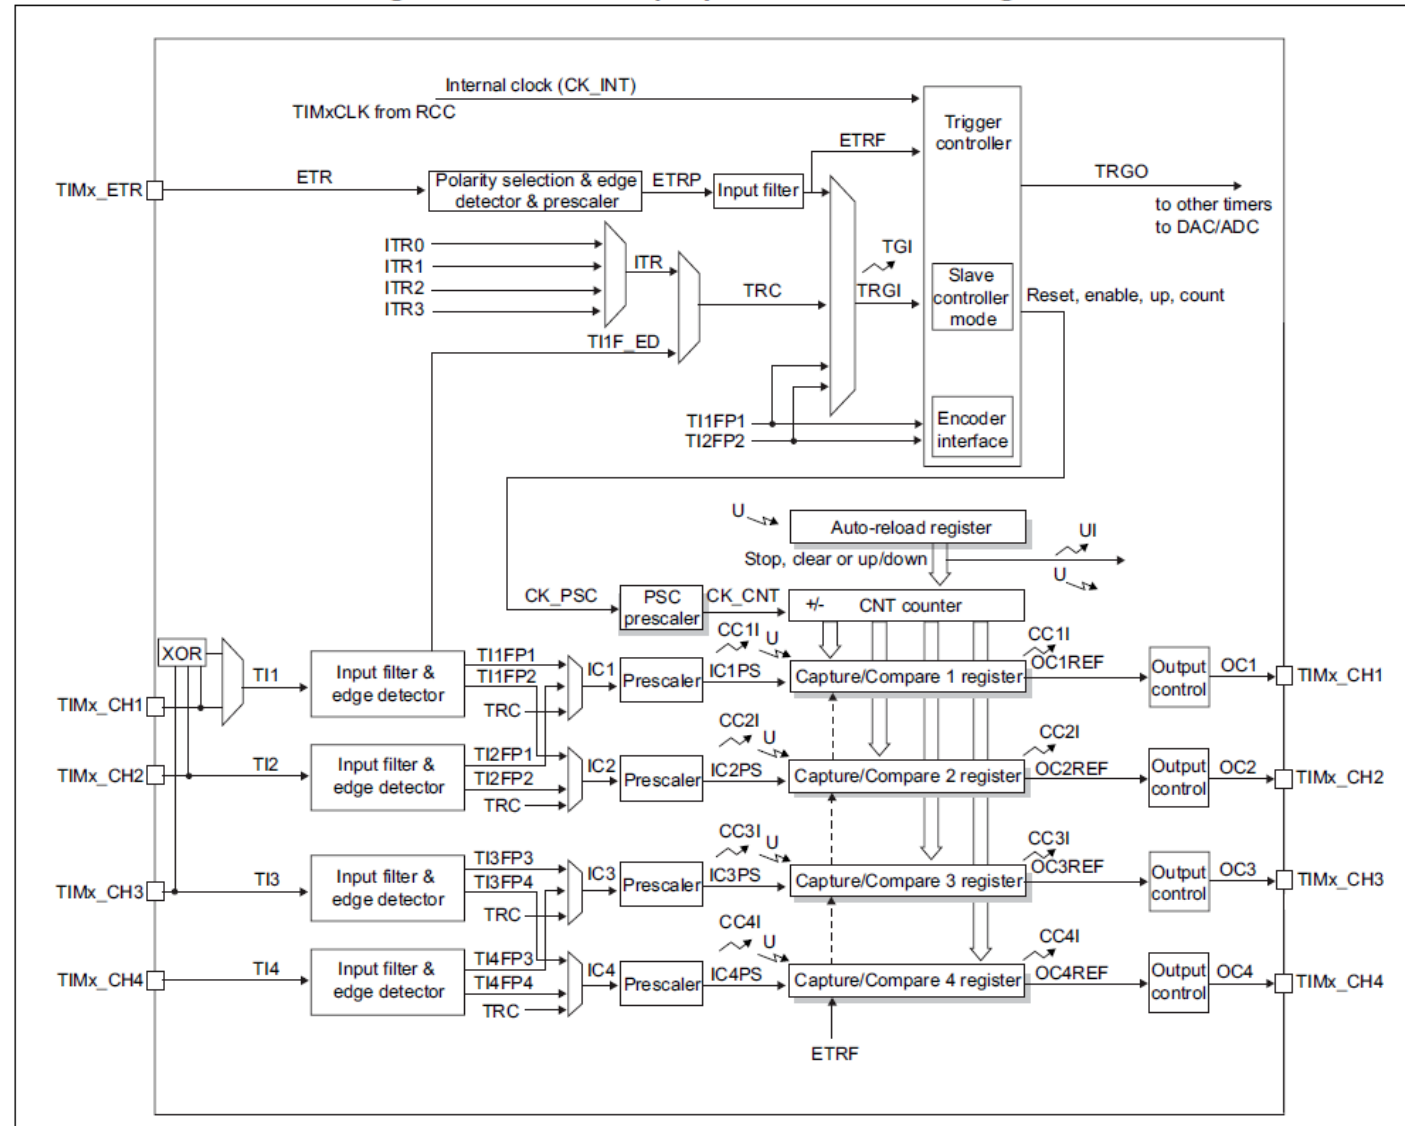 Internal clock (CK_INT)
TIMxCLK from RCC
Trigger
controller
ETRF
TIMx_ETR
ETR
Polarity selection & edge
detector & prescaler
ETRP
Input filter
TRGO
to other timers
to DAC/ADC
ITR0
ITR1
ITR2
ITR3
ITR
TRC
TI1F_ED
TGI
TRGI
Slave
controller
mode
Reset, enable, up, count
TI1FP1
TI2FP2
Encoder
interface
U
Auto-reload register
UI
Stop, clear or up/down
U
CK_PSC
PSC
prescaler
CK_CNT
+/-
CNT counter
XOR
TI1
TIMx_CH1
Input filter &
edge detector
TI1FP1
TI1FP2
TRC
IC1
Prescaler
IC1PS
CC1I
U
Capture/Compare 1 register
CC1I
OC1REF
Output
control
OC1
TIMx_CH1
TIMx_CH2
TI2
Input filter &
edge detector
TI2FP1
TI2FP2
TRC
IC2
Prescaler
IC2PS
CC2I
U
Capture/Compare 2 register
CC2I
OC2REF
Output
control
OC2
TIMx_CH2
TIMx_CH3
TI3
Input filter &
edge detector
TI3FP3
TI3FP4
TRC
IC3
Prescaler
IC3PS
CC3I
U
Capture/Compare 3 register
CC3I
OC3REF
Output
control
OC3
TIMx_CH3
TIMx_CH4
TI4
Input filter &
edge detector
TI4FP3
TI4FP4
TRC
IC4
Prescaler
IC4PS
CC4I
U
Capture/Compare 4 register
CC4I
OC4REF
Output
control
OC4
TIMx_CH4
ETRF